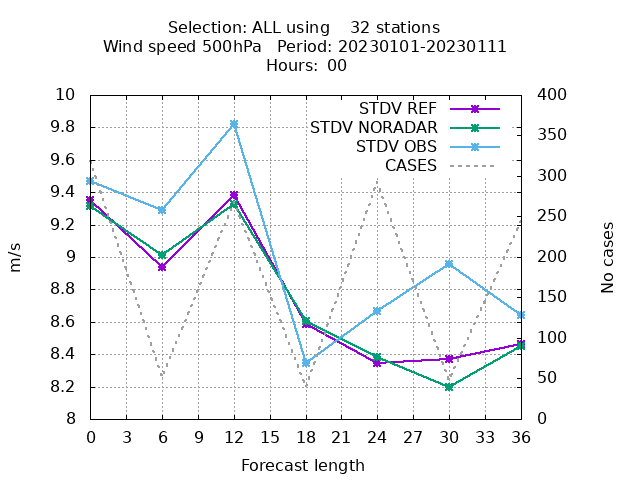 Selection: ALL using    32 stations
Wind speed 500hPa   Period: 20230101-20230111
Hours: 00
STDV REF
STDV NORADAR
STDV OBS
CASES
10
9.8
9.6
9.4
9.2
9
8.8
8.6
8.4
8.2
8
m/s
400
350
300
250
200
150
100
50
0
No cases
0 3 6 9 12 15 18 21 24 27 30 33 36
Forecast length